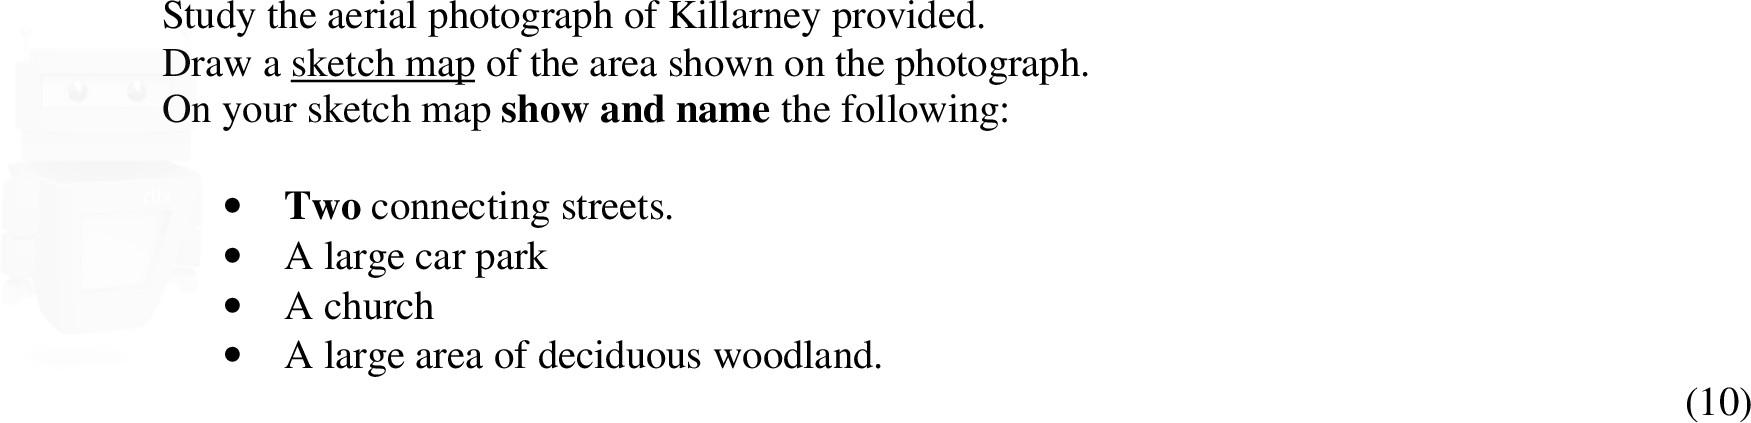 Study the aerial photograph of Killarney provided.
Draw a sketch map of the area shown on the photograph.
On your sketch map show and name the following:
• Two connecting streets.
• A large car park
• A church
• A large area of deciduous woodland.
(10)